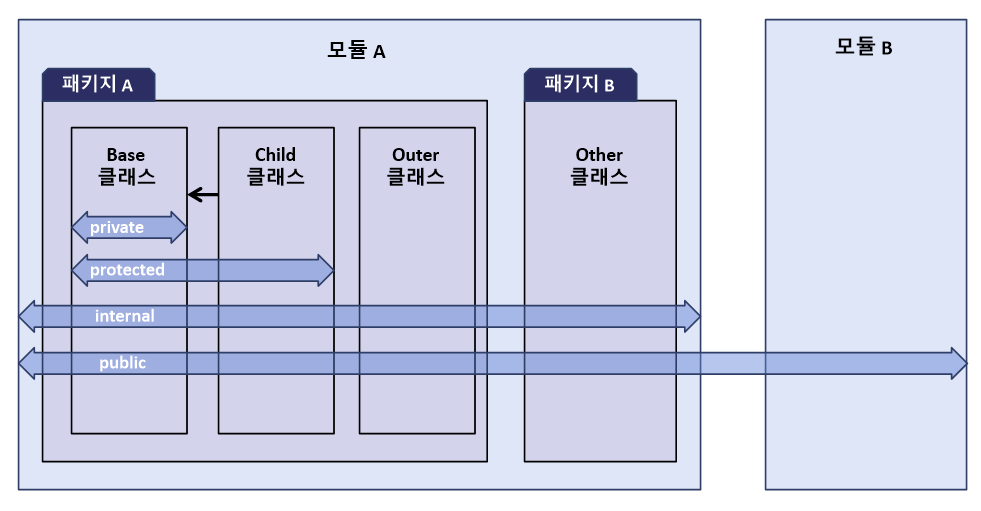 모듈 A
모듈 B
패키지 A
패키지 B
Base
클래스
Child
클래스
Outer
클래스
Other
클래스
private
protected
internal
public